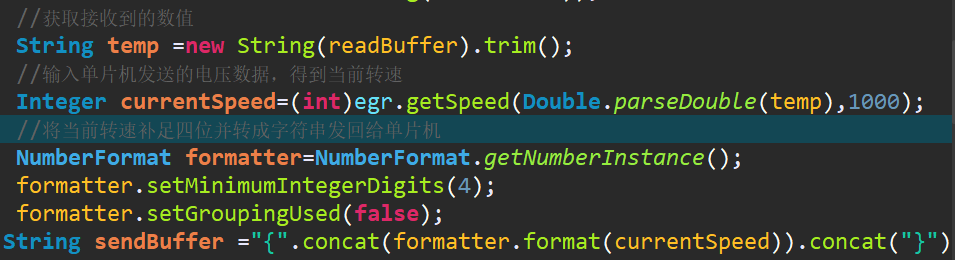 //获取接收到的数值
String temp =new String(readBuffer).trim();
//输入单片机发送的电压数据，得到当前转速
Integer currentSpeed=(int)egr.getSpeed(Double.parseDouble(temp),1000);
//将当前转速补足四位并转成字符串发回给单片机
NumberFormat formatter=NumberFormat.getNumberInstance();
formatter.setMinimumIntegerDigits(4);
formatter.setGroupingUsed(false);
String sendBuffer ="{".concat(formatter.format(currentSpeed)).concat("}")